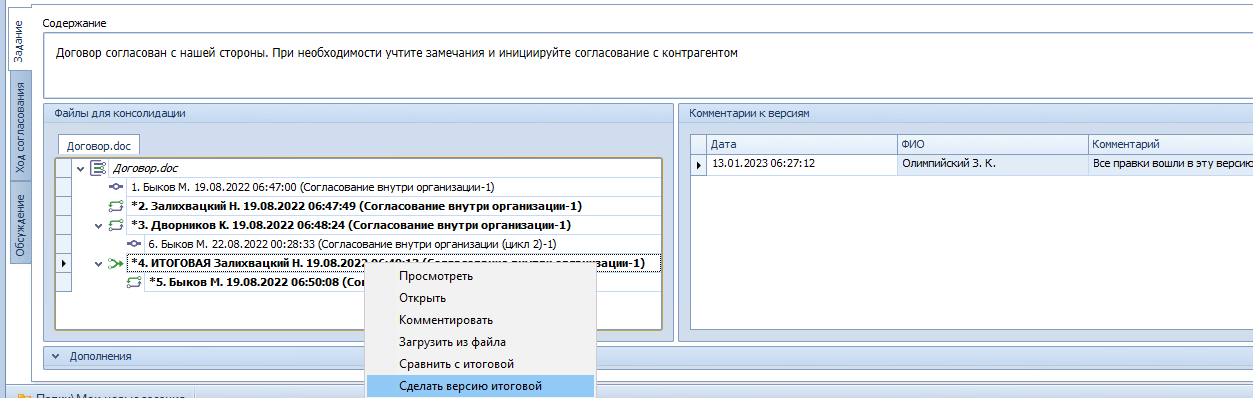 Задание
Ход согласования
Обсуждение
Содержание
Договор согласован с нашей стороны. При необходимости учтите замечания и инициируйте согласование с контрагентом
Файлы для консолидации
Договор.doc
Договор.doc
1. Быков М. 19.08.2022 06:47:00 (Согласование внутри организации-1)
*2. Залихвацкий Н. 19.08.2022 06:47:49 (Согласование внутри организации-1)
*3. Дворников К. 19.08.2022 06:48:24 (Согласование внутри организации-1)
6. Быков М. 22.08.2022 00:28:33 (Согласование внутри организации (цикл 2)-1)
*4. ИТОГОВАЯ Залихвацкий Н. 19.08.2022 (Согласование внутри организации-1)
*5. Быков М. 19.08.2022 06:50:08 (Со
Просмотреть
Открыть
Комментировать
Загрузить из файла
Сравнить с итоговой
Сделать версию итоговой
Комментарии к версиям
Дата ФИО Комментарий
13.01.2023 06:27:12 Олимпийский З. К. Все правки вошли в эту версию
Дополнения